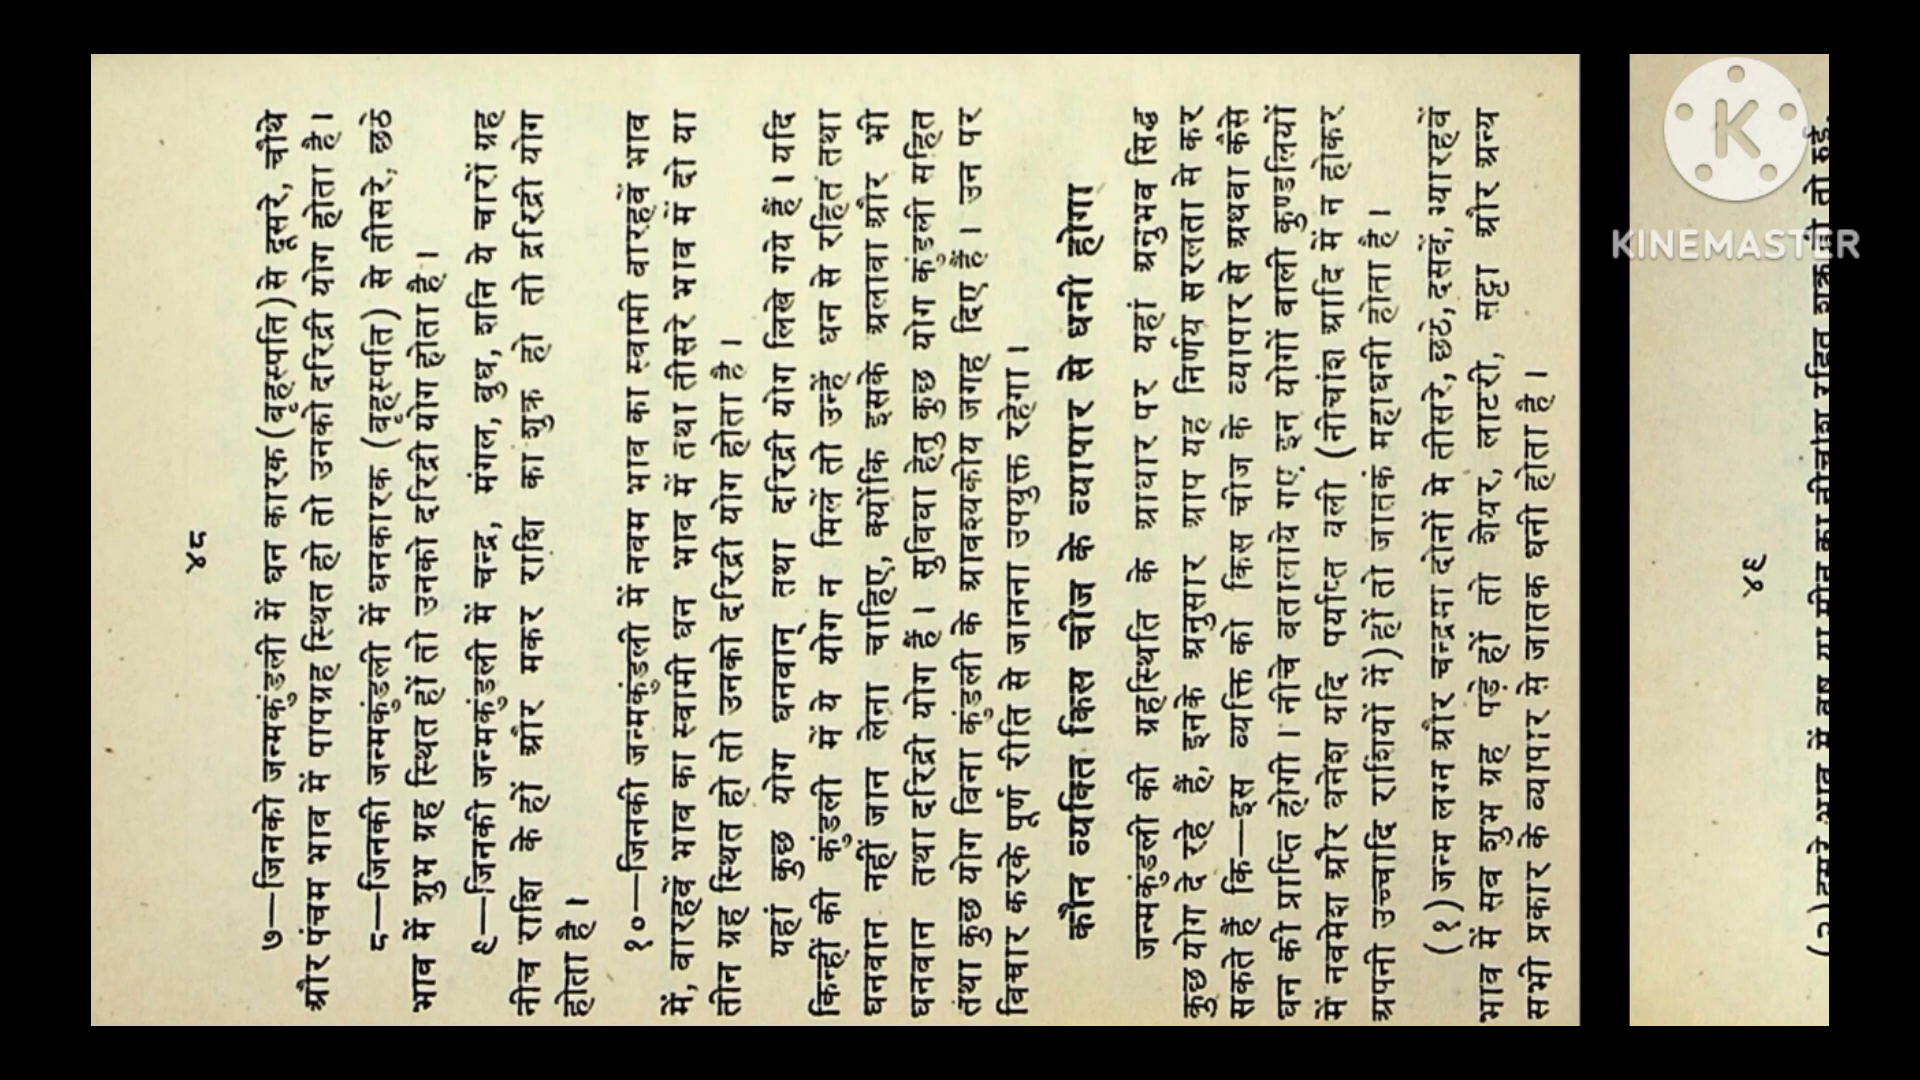 ४८
७—जिनको जन्मकुंडली में धन कारक (बृहस्पति) से दूसरे, चौथे
और पंचम भाव में पापग्रह स्थित हो तो उनको दरिद्री योग होता है।
८—जिनकी जन्मकुंडली में धनकारक (बृहस्पति) से तीसरे, छठे
भाव में शुभ ग्रह स्थित हों तो उनको दरिद्री योग होता है।
९—जिनकी जन्मकुंडली में चन्द्र, मंगल, बुध, शनि ये चारों ग्रह
नीच राशि के हों और मकर राशि का शुक्र हो तो द्ररिद्री योग
होता है।
१०—जिनकी जन्मकुंडली में नवम भाव का स्वामी बारहवें भाव
में, बारहवें भाव का स्वामी धन भाव में तथा तीसरे भाव में दो या
तीन ग्रह स्थित हो तो उनको दरिद्री योग होता है।
यहां कुछ योग धनवान् तथा दरिद्री योग लिखे गये हैं। यदि
किन्हीं की कुंडली में ये योग न मिलें तो उन्हें धन से रहित तथा
धनवान नहीं जान लेना चाहिए, क्योंकि इसके अलावा और भी
धनवान तथा दरिद्री योग हैं। सुविधा हेतु कुछ योग कुंडली सहित
तथा कुछ योग बिना कुंडली के आवश्यकीय जगह दिए हैं। उन पर
विचार करके पूर्ण रीति से जानना उपयुक्त रहेगा।
कौन व्यक्ति किस चीज के व्यापार से धनी होगा
जन्मकुंडली की ग्रहस्थिति के आधार पर यहां अनुभव सिद्ध
कुछ योग दे रहे हैं, इनके अनुसार आप यह निर्णय सरलता से कर
सकते हैं कि—इस व्यक्ति को किस चीज के व्यापार से अथवा कैसे
धन की प्राप्ति होगी। नीचे बतालाये गए इन योगों वाली कुण्डलियों
में नवमेश और धनेश यदि पर्याप्त बली (नीचांश आदि में न होकर
अपनी उच्चादि राशियों में) हों तो जातक महाधनी होता है।
(१) जन्म लग्न और चन्द्रमा दोनों मे तीसरे, छठे, दसवें, ग्यारहवें
भाव में सब शुभ ग्रह पड़े हों तो शेयर, लाटरी, सट्टा और अन्य
सभी प्रकार के व्यापार से जातक धनी होता है।
४९
KINEMASTER